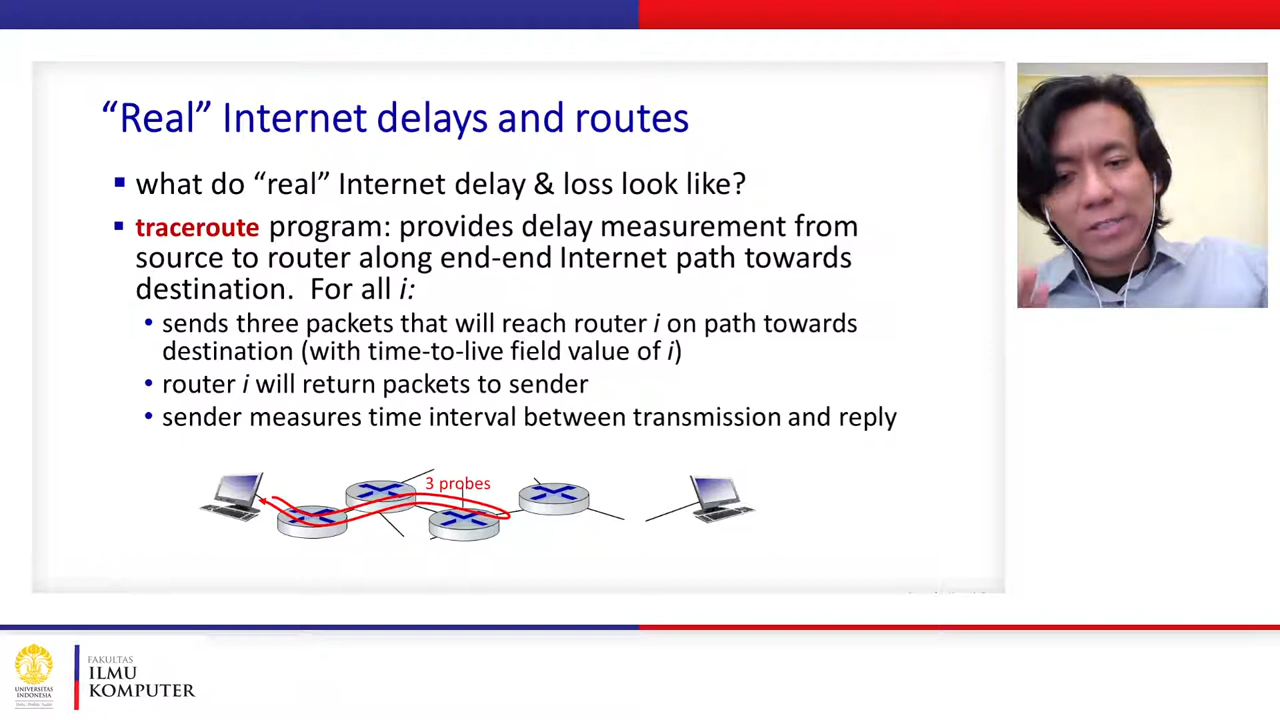 “Real” Internet delays and routes
▪ what do “real” Internet delay & loss look like?
▪ traceroute program: provides delay measurement from
source to router along end-end Internet path towards
destination. For all i:
• sends three packets that will reach router i on path towards
destination (with time-to-live field value of i)
• router i will return packets to sender
• sender measures time interval between transmission and reply
3 probes
UNIVERSITAS
INDONESIA
FAKULTAS
ILMU
KOMPUTER